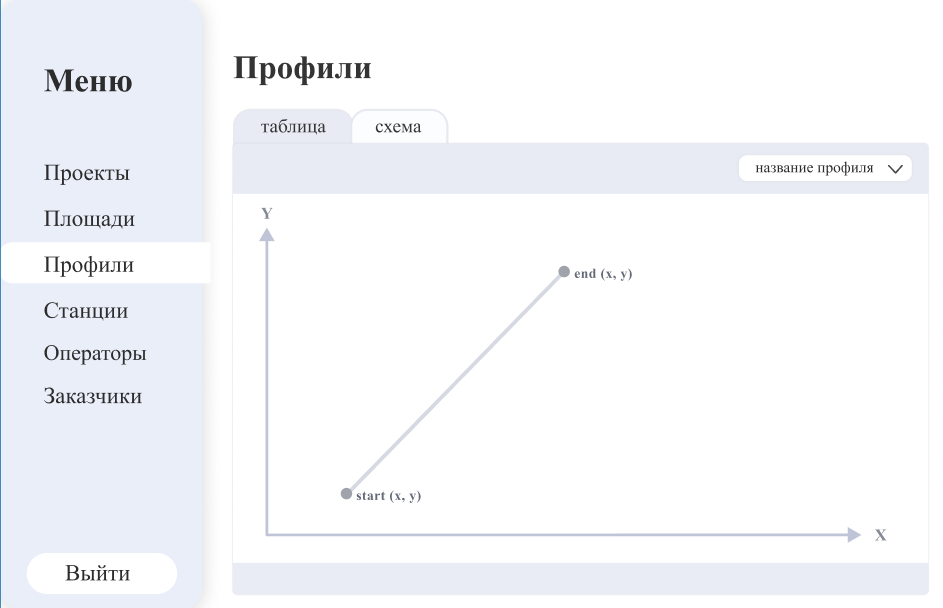 Меню
Проекты
Площади
Профили
Станции
Операторы
Заказчики
Выйти
Профили
таблица
схема
название профиля
Y
end (x, y)
start (x, y)
X